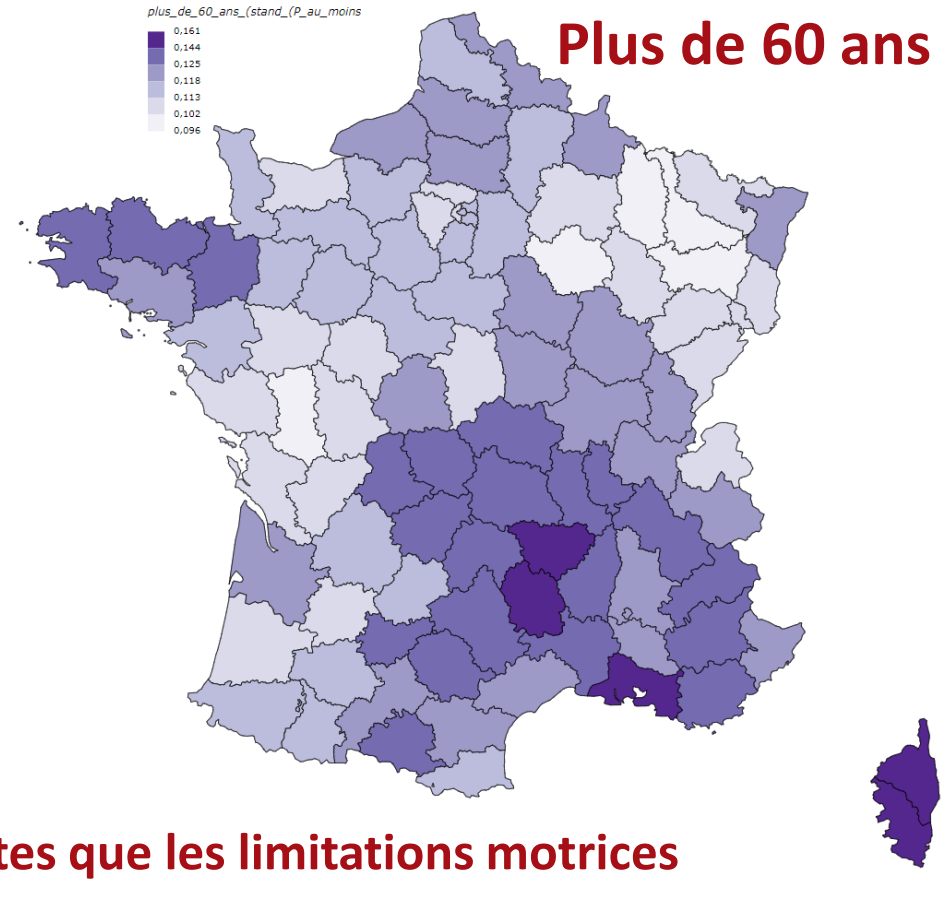 plus_de_60_ans_(stand_(P_au_moins
Plus de 60 ans
0,161
0,144
0,125
0,118
0,113
0,102
0,096
tes que les limitations motrices